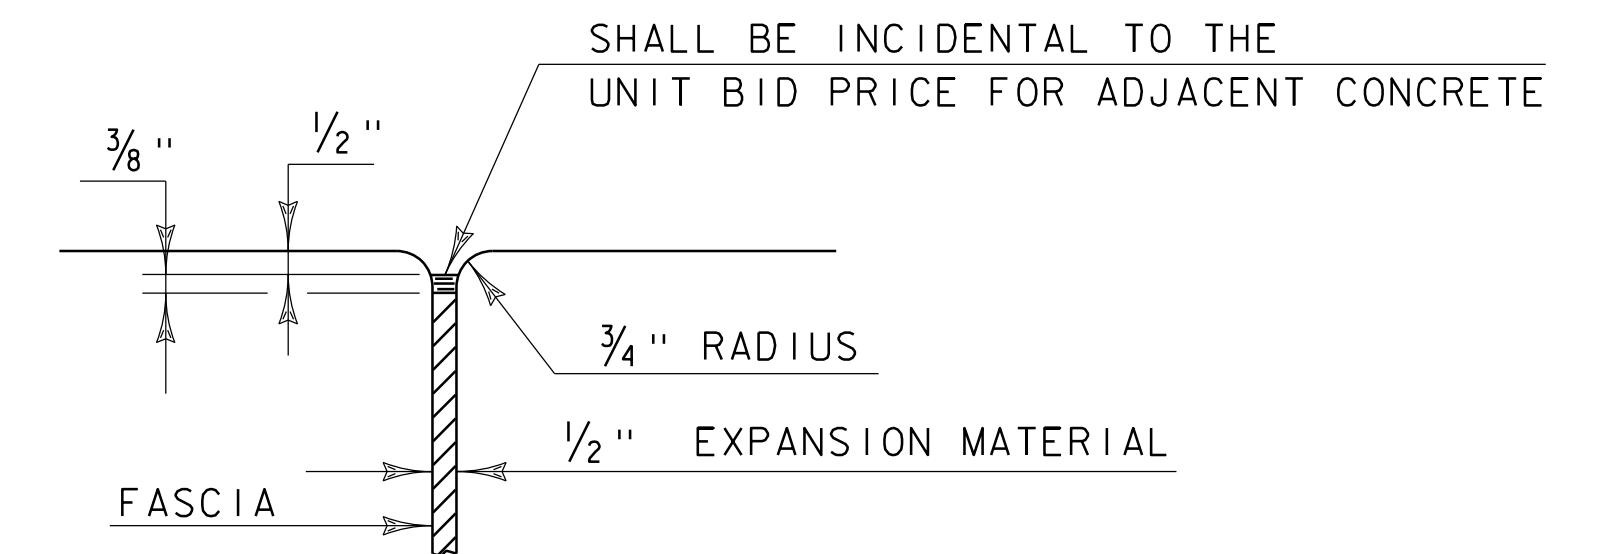 SHALL BE INCIDENTAL TO THE
UNIT BID PRICE FOR ADJACENT CONCRETE
3/8"
1/2"
3/4" RADIUS
1/2" EXPANSION MATERIAL
FASCIA